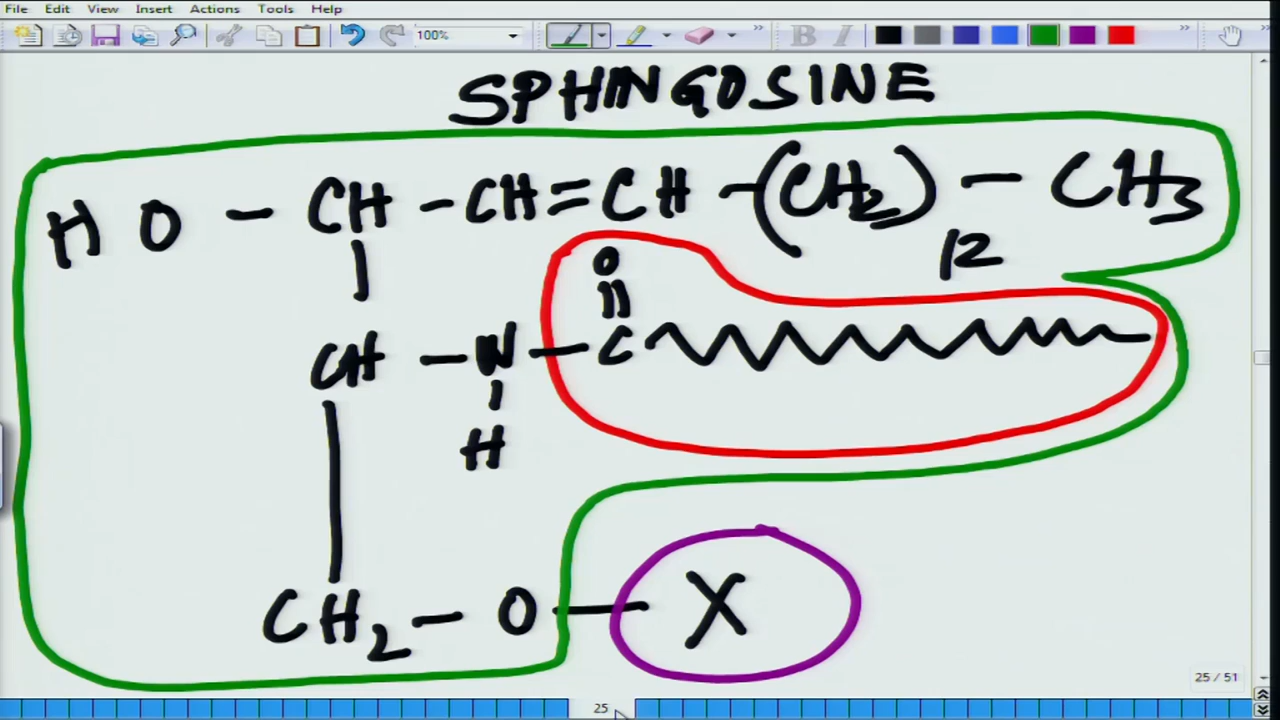 File Edit View Insert Actions Tools Help
100%
SPHINGOSINE
HO - CH - CH = CH - (CH2)12 - CH3
O
||
CH - N - C
H
CH2 - O - X
25 / 51
25